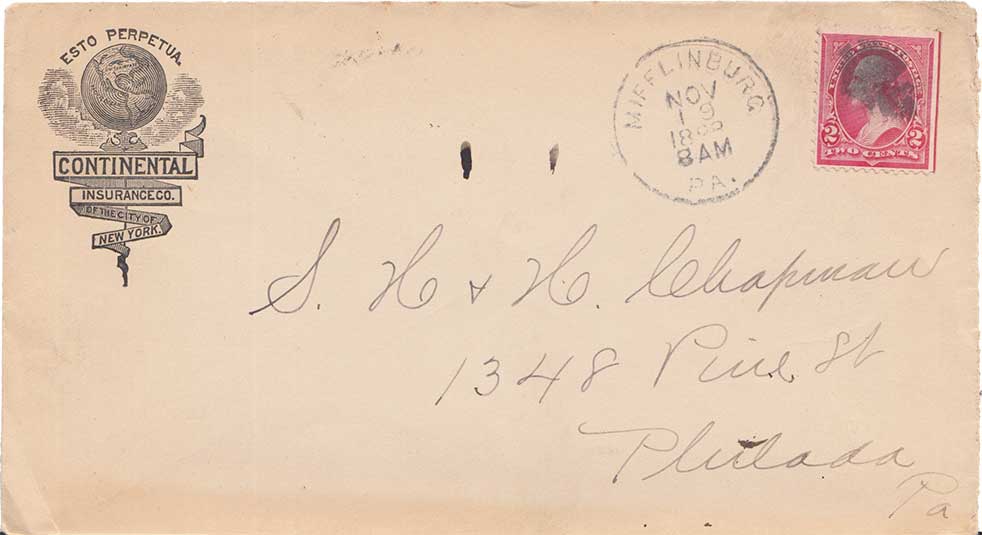 ESTO PERPETUA.
CONTINENTAL
INSURANCE CO.
OF THE CITY OF
NEW YORK.
MIFFLINBURG
NOV
8AM
PA.
UNITED STATES POSTAGE
2 2
TWO CENTS
S. H & H. Chapman
1348 Pine St
Philada
Pa